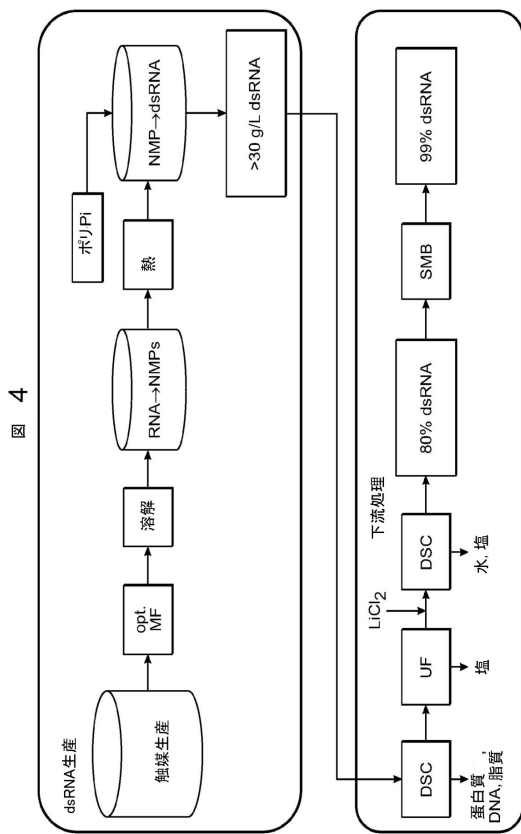 図 4
dsRNA生産
触媒生産
opt.
MF
溶解
RNA→NMPs
熱
ポリPi
NMP→dsRNA
>30 g/L dsRNA
下流処理
DSC
蛋白質,
DNA, 脂質
UF
塩
LiCl2
DSC
水, 塩
80% dsRNA
SMB
99% dsRNA